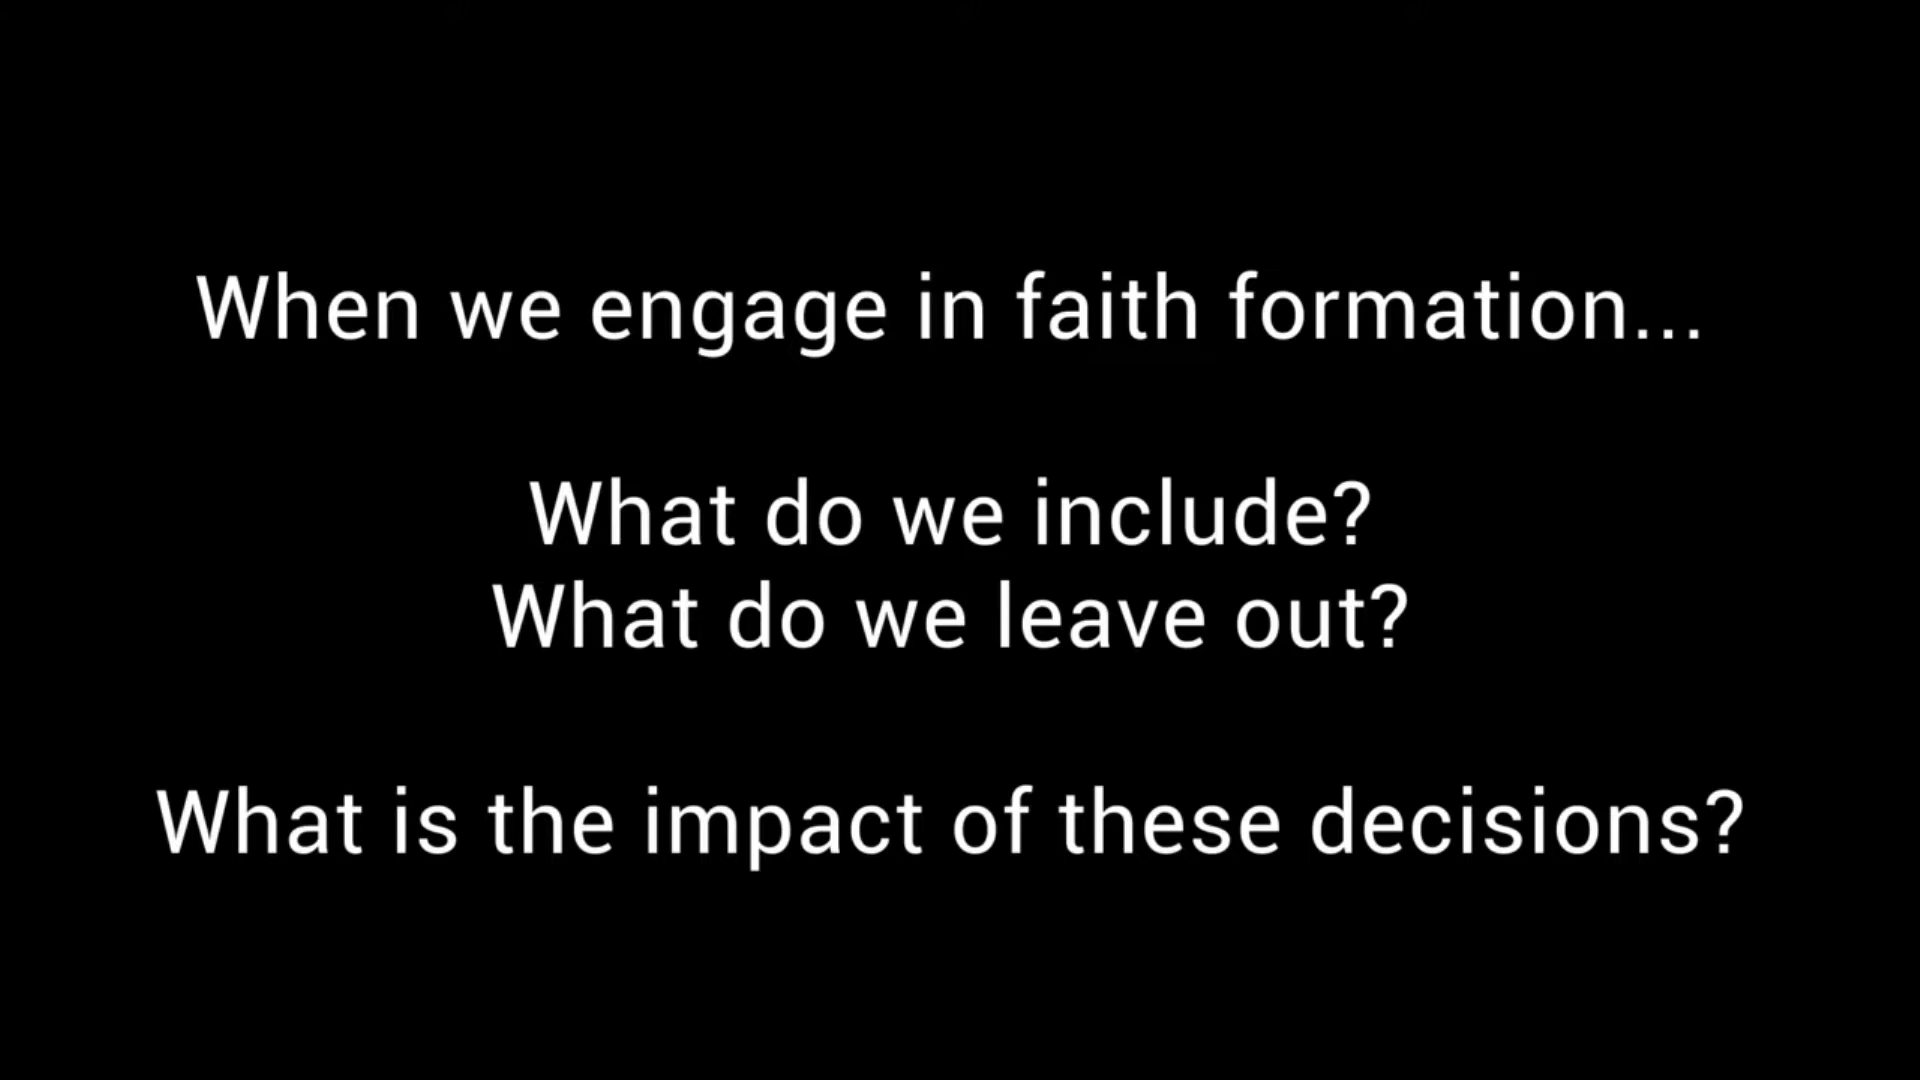 When we engage in faith formation...
What do we include?
What do we leave out?
What is the impact of these decisions?